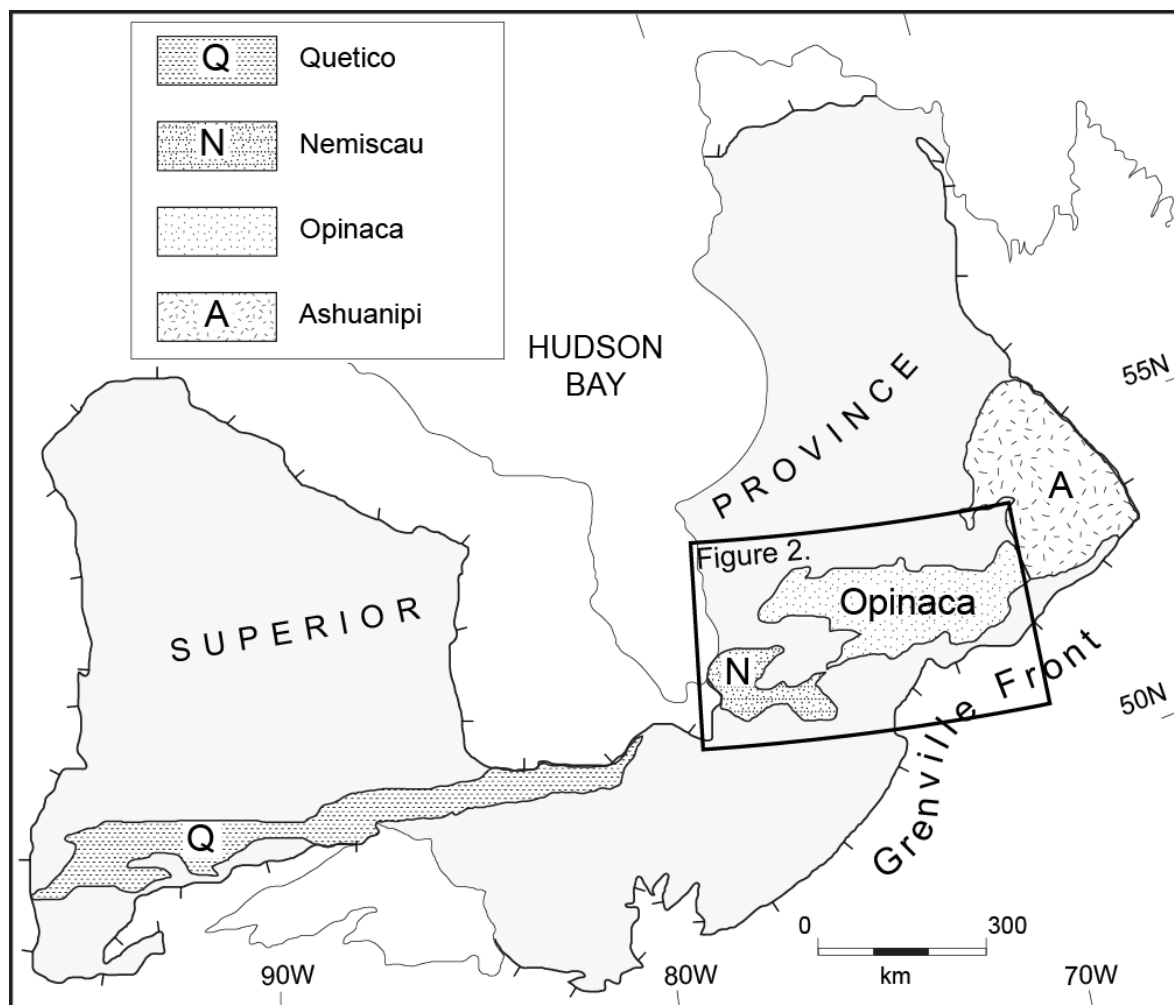 Q Quetico
N Nemiscau
Opinaca
A Ashuanipi
HUDSON
BAY
55N
PROVINCE
A
Figure 2.
Opinaca
SUPERIOR
N
50N
Grenville Front
Q
0 300
km
90W 80W 70W